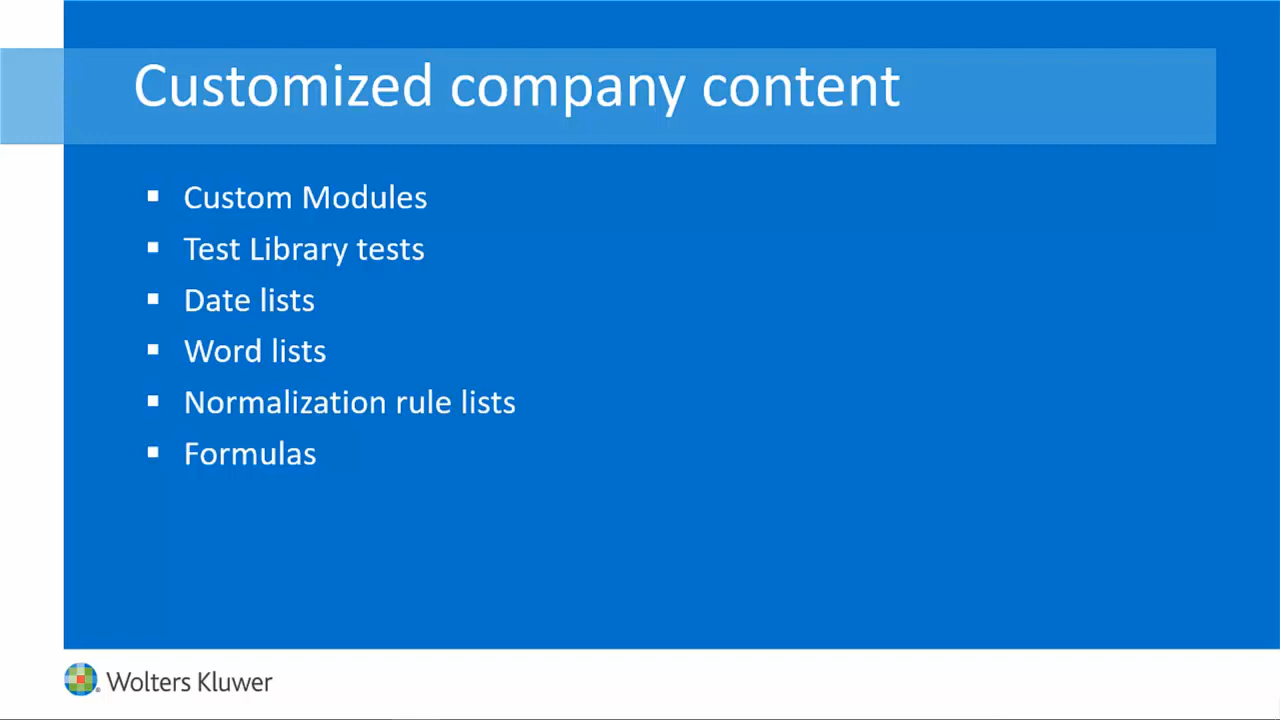 Customized company content
▪ Custom Modules
▪ Test Library tests
▪ Date lists
▪ Word lists
▪ Normalization rule lists
▪ Formulas
Wolters Kluwer